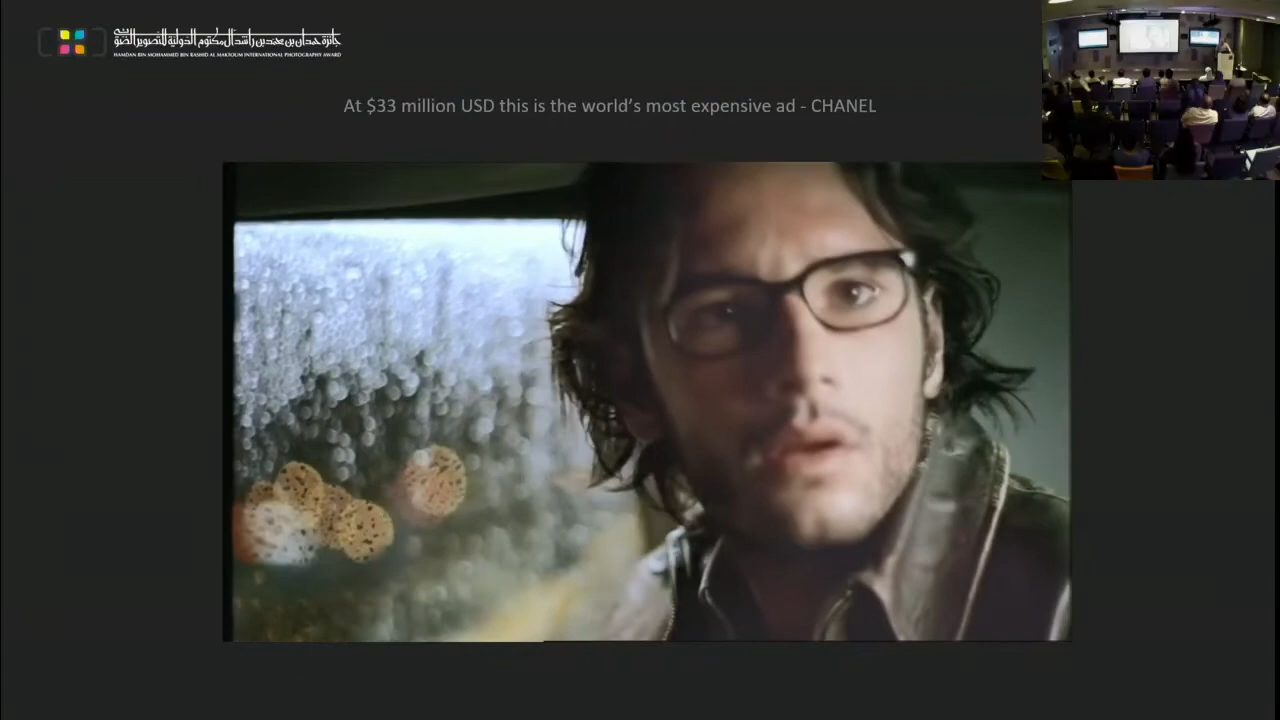 جائزة حمدان بن محمد بن راشد آل مكتوم الدولية للتصوير الضوئي
HAMDAN BIN MOHAMMED BIN RASHID AL MAKTOUM INTERNATIONAL PHOTOGRAPHY AWARD
At $33 million USD this is the world's most expensive ad - CHANEL